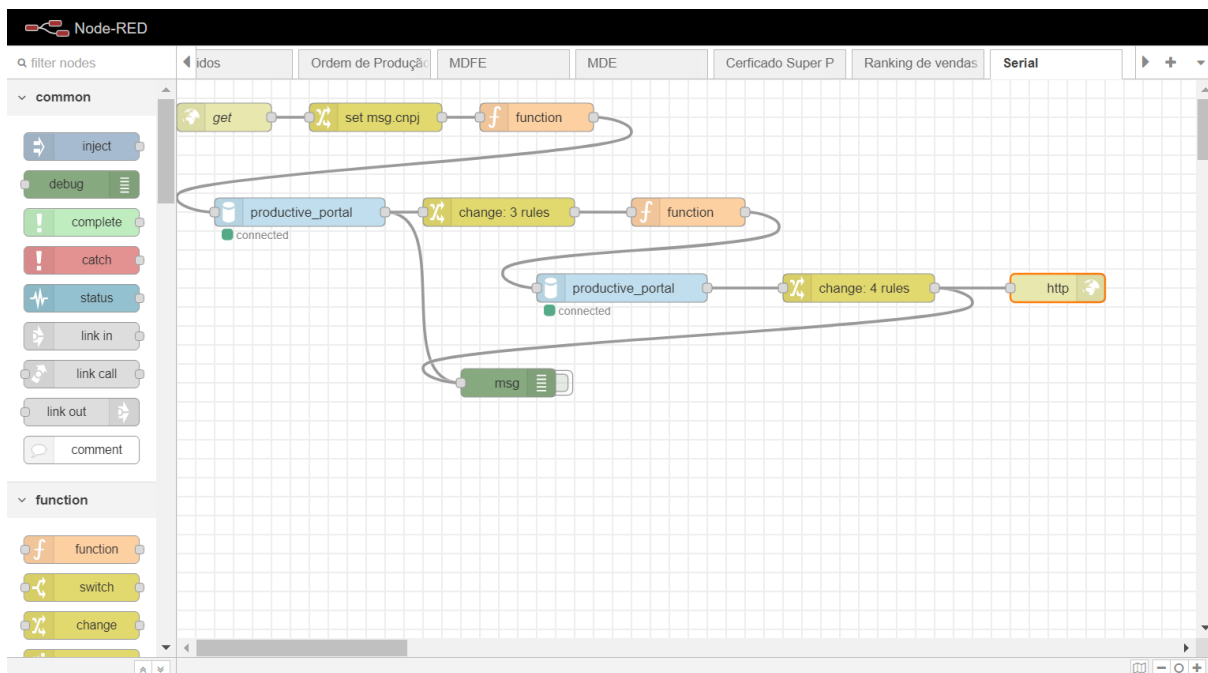 Node-RED
filter nodes
idos
Ordem de Produçã
MDFE
MDE
Cerficado Super P
Ranking de vendas
Serial
common
inject
debug
complete
catch
status
link in
link call
link out
comment
function
function
switch
change
get
set msg.cnpj
function
productive_portal
connected
change: 3 rules
function
productive_portal
connected
change: 4 rules
http
msg